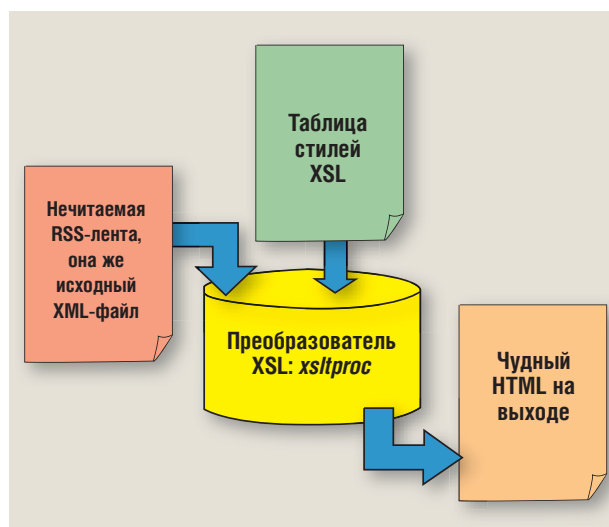 Таблица
стилей
XSL
Нечитаемая
RSS-лента,
она же
исходный
XML-файл
Преобразователь
XSL: xsltproc
Чудный
HTML на
выходе